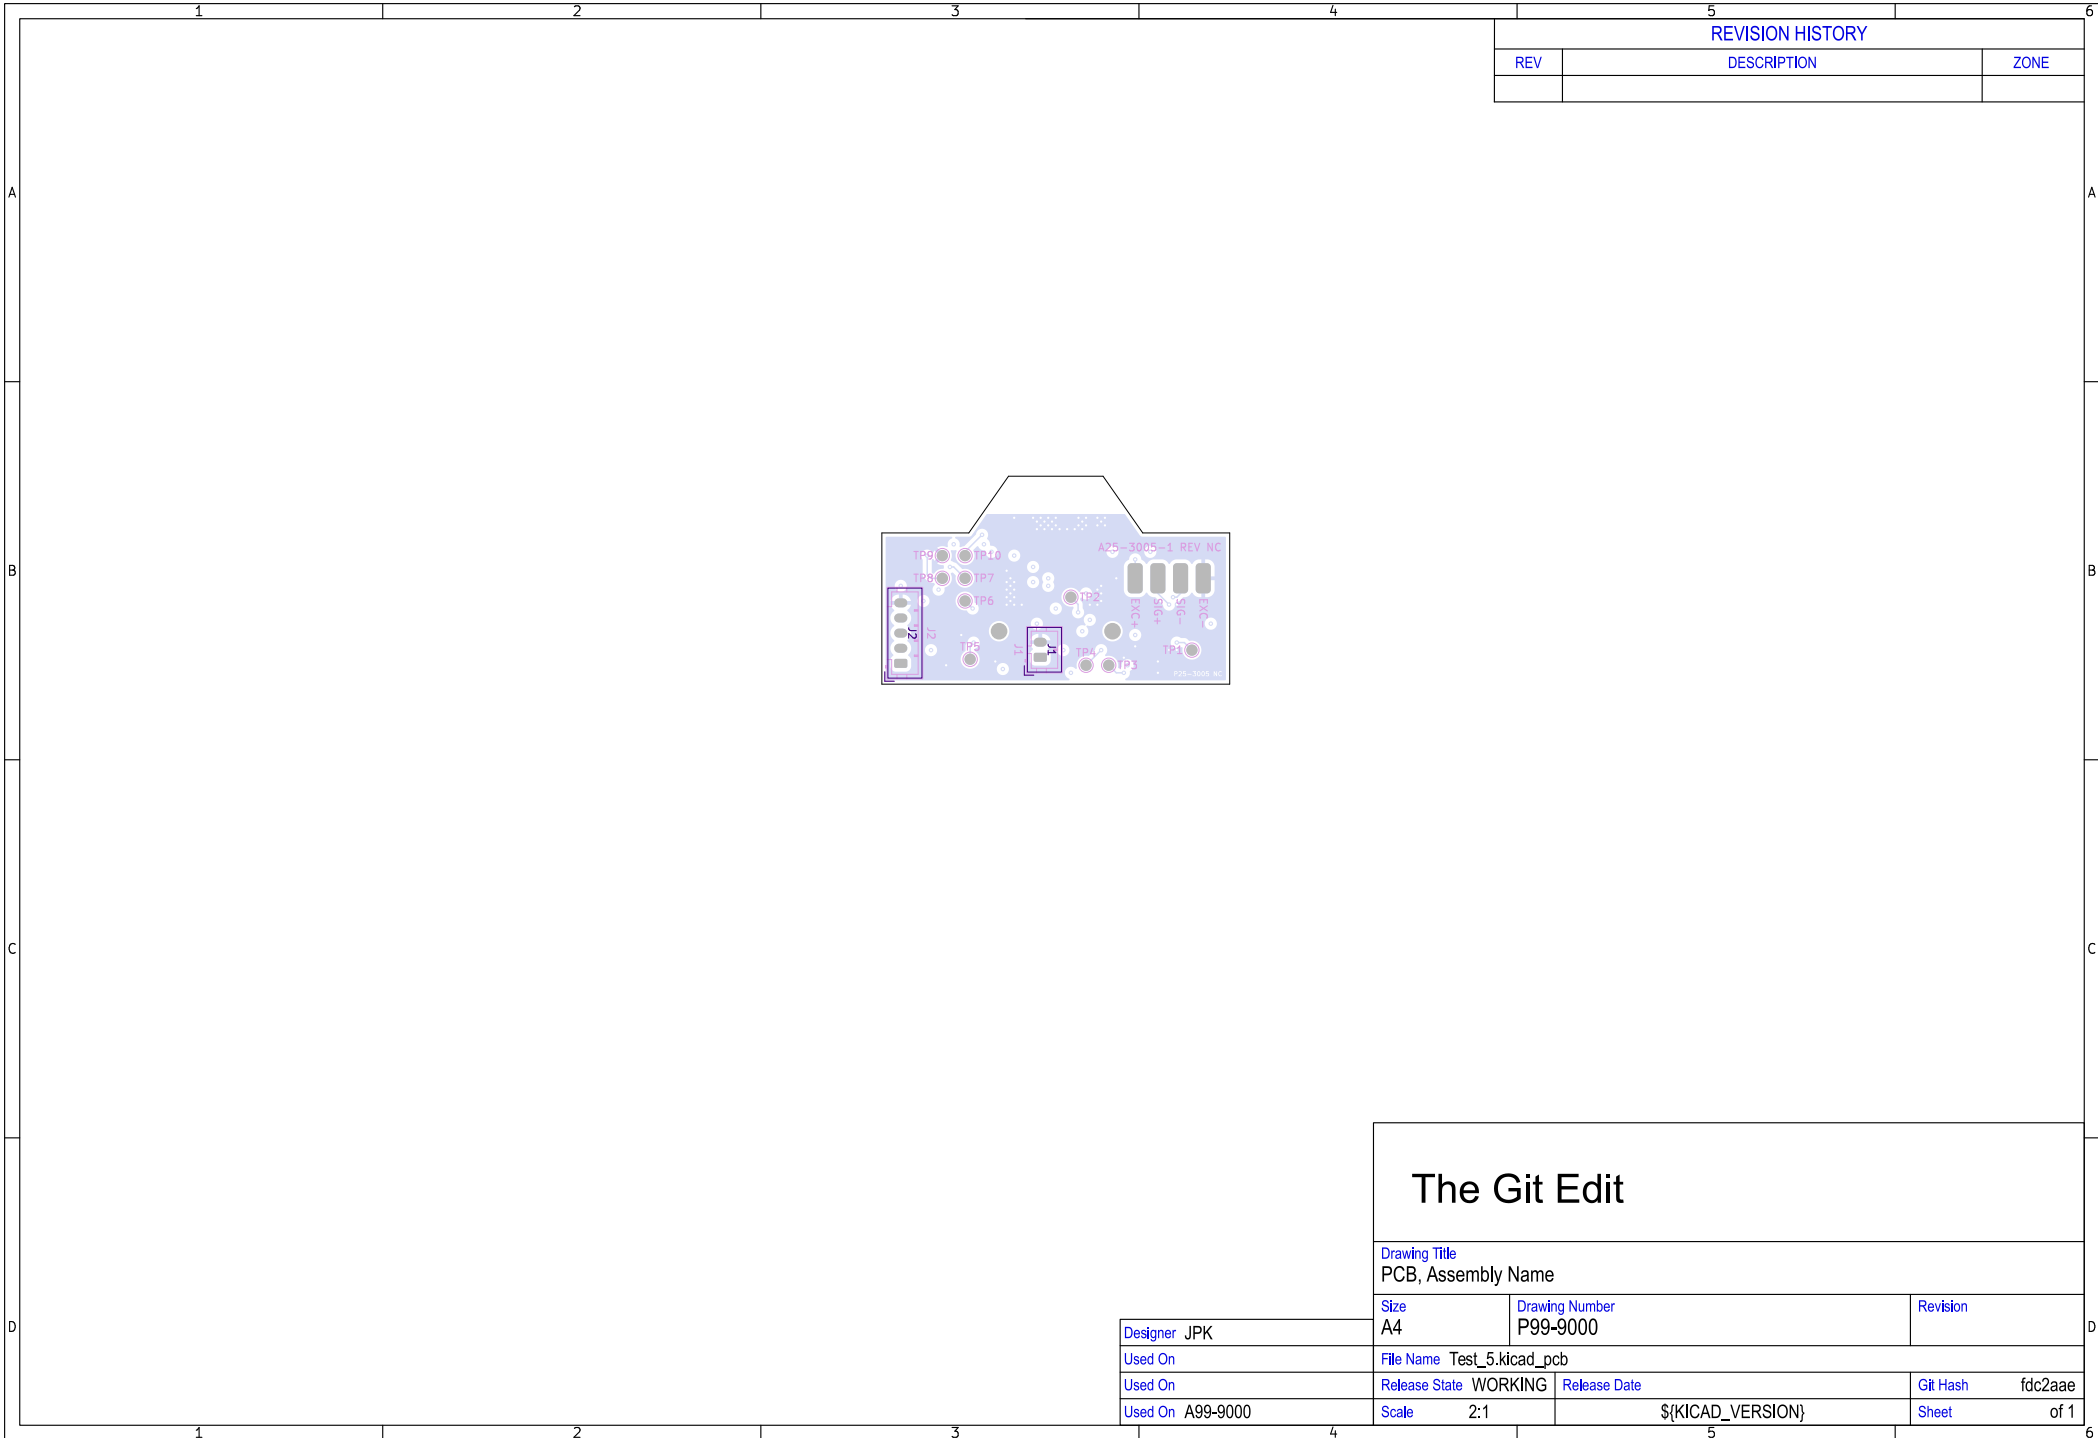 1 2 3 4 5 6
REVISION HISTORY
REV DESCRIPTION ZONE
A A
B B
A25-3005-1 REV NC
TP9 TP10
TP8 TP7
TP6 TP2
EXC+ SIG+ SIG- EXC-
J2 J2
J1 J1
TP5 TP4 TP3 TP1
P25-3005 NC
C C
The Git Edit
Drawing Title
PCB, Assembly Name
Size Drawing Number Revision
A4 P99-9000
D D
Designer JPK
Used On File Name Test_5.kicad_pcb
Used On Release State WORKING Release Date Git Hash fdc2aae
Used On A99-9000 Scale 2:1 ${KICAD_VERSION} Sheet of 1
1 2 3 4 5 6